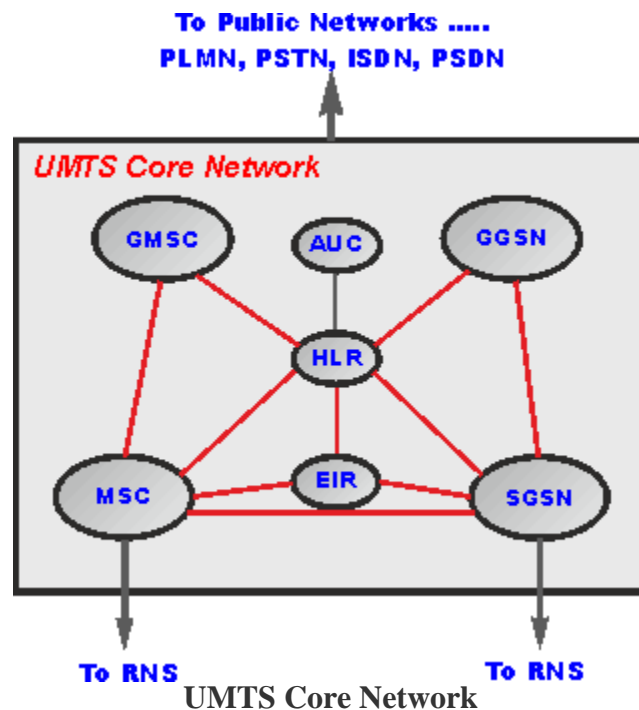 To Public Networks .....
PLMN, PSTN, ISDN, PSDN
UMTS Core Network
GMSC
AUC
GGSN
HLR
MSC
EIR
SGSN
To RNS
To RNS
UMTS Core Network